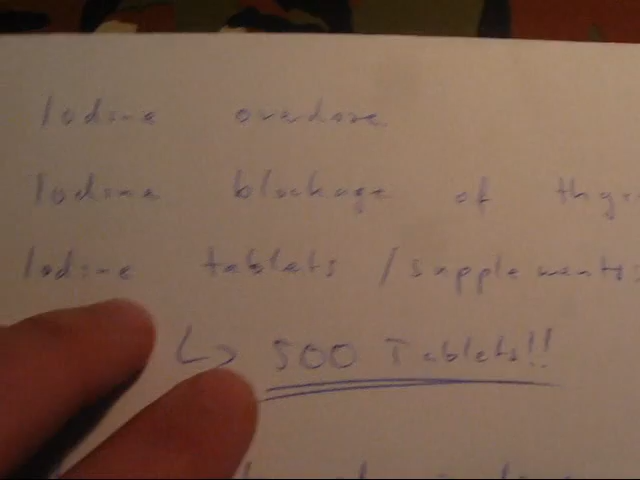 Iodine overdose
Iodine blockage of
Iodine tablets / supplements:
↳ 500 Tablets!!